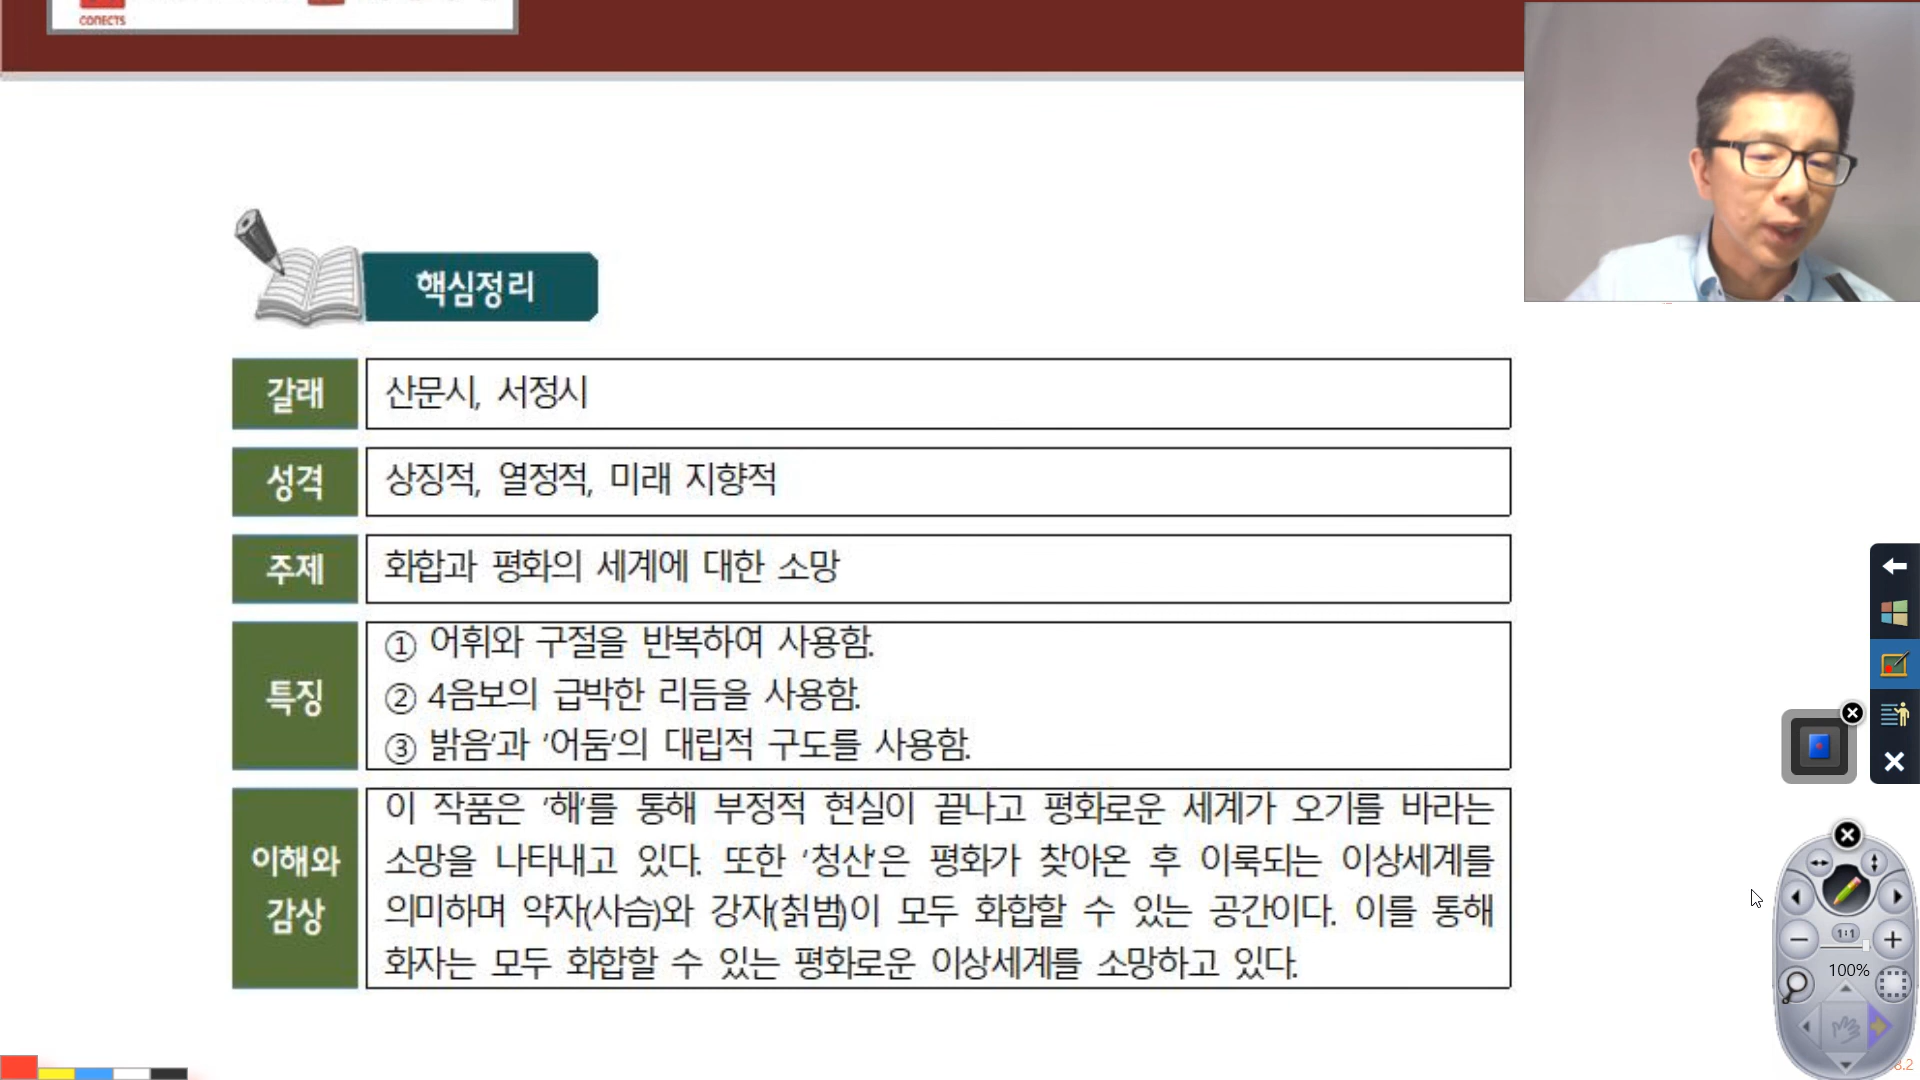 CONECTS
핵심정리
갈래
산문시, 서정시
성격
상징적, 열정적, 미래 지향적
주제
화합과 평화의 세계에 대한 소망
특징
① 어휘와 구절을 반복하여 사용함.
② 4음보의 급박한 리듬을 사용함.
③ 밝음'과 '어둠'의 대립적 구도를 사용함.
이해와
감상
이 작품은 '해'를 통해 부정적 현실이 끝나고 평화로운 세계가 오기를 바라는
소망을 나타내고 있다. 또한 '청산'은 평화가 찾아온 후 이룩되는 이상세계를
의미하며 약자(사슴)와 강자(칡범)이 모두 화합할 수 있는 공간이다. 이를 통해
화자는 모두 화합할 수 있는 평화로운 이상세계를 소망하고 있다.
1:1
100%